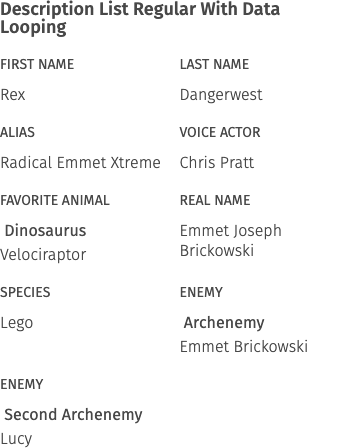 Description List Regular With Data
Looping
FIRST NAME
Rex
LAST NAME
Dangerwest
ALIAS
Radical Emmet Xtreme
VOICE ACTOR
Chris Pratt
FAVORITE ANIMAL
Dinosaurus
Velociraptor
REAL NAME
Emmet Joseph
Brickowski
SPECIES
Lego
ENEMY
Archenemy
Emmet Brickowski
ENEMY
Second Archenemy
Lucy